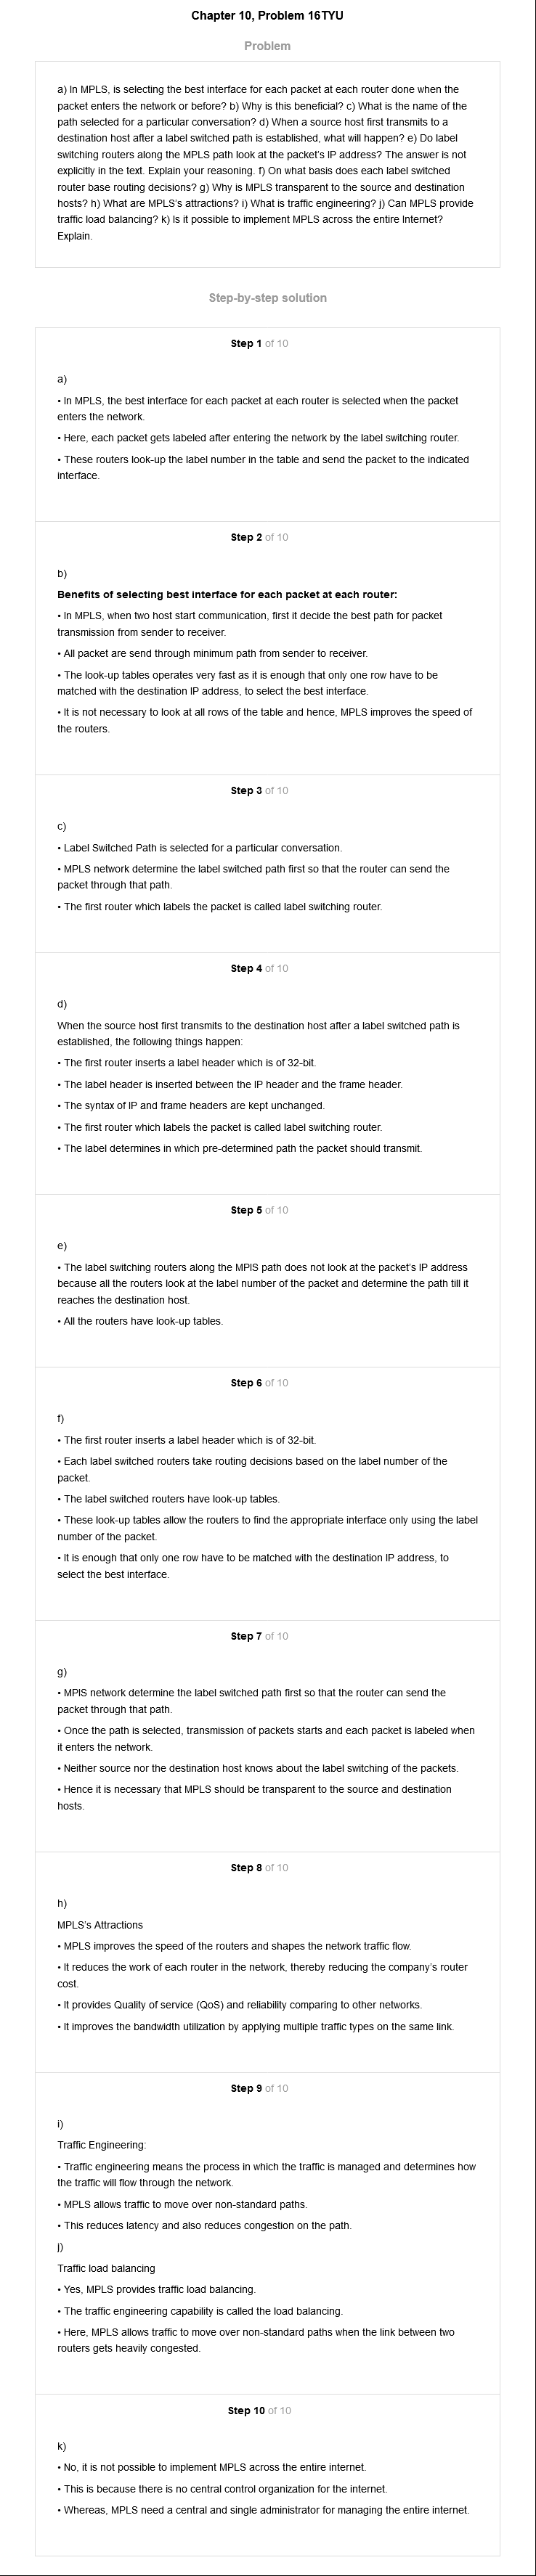 Chapter 10, Problem 16TYU
Problem
a) In MPLS, is selecting the best interface for each packet at each router done when the
packet enters the network or before? b) Why is this beneficial? c) What is the name of the
path selected for a particular conversation? d) When a source host first transmits to a
destination host after a label switched path is established, what will happen? e) Do label
switching routers along the MPLS path look at the packet's IP address? The answer is not
explicitly in the text. Explain your reasoning. f) On what basis does each label switched
router base routing decisions? g) Why is MPLS transparent to the source and destination
hosts? h) What are MPLS's attractions? i) What is traffic engineering? j) Can MPLS provide
traffic load balancing? k) Is it possible to implement MPLS across the entire Internet?
Explain.
Step-by-step solution
Step 1 of 10
a)
• In MPLS, the best interface for each packet at each router is selected when the packet
enters the network.
• Here, each packet gets labeled after entering the network by the label switching router.
• These routers look-up the label number in the table and send the packet to the indicated
interface.
Step 2 of 10
b)
Benefits of selecting best interface for each packet at each router:
• In MPLS, when two host start communication, first it decide the best path for packet
transmission from sender to receiver.
• All packet are send through minimum path from sender to receiver.
• The look-up tables operates very fast as it is enough that only one row have to be
matched with the destination IP address, to select the best interface.
• It is not necessary to look at all rows of the table and hence, MPLS improves the speed of
the routers.
Step 3 of 10
c)
• Label Switched Path is selected for a particular conversation.
• MPLS network determine the label switched path first so that the router can send the
packet through that path.
• The first router which labels the packet is called label switching router.
Step 4 of 10
d)
When the source host first transmits to the destination host after a label switched path is
established, the following things happen:
• The first router inserts a label header which is of 32-bit.
• The label header is inserted between the IP header and the frame header.
• The syntax of IP and frame headers are kept unchanged.
• The first router which labels the packet is called label switching router.
• The label determines in which pre-determined path the packet should transmit.
Step 5 of 10
e)
• The label switching routers along the MPIS path does not look at the packet's IP address
because all the routers look at the label number of the packet and determine the path till it
reaches the destination host.
• All the routers have look-up tables.
Step 6 of 10
f)
• The first router inserts a label header which is of 32-bit.
• Each label switched routers take routing decisions based on the label number of the
packet.
• The label switched routers have look-up tables.
• These look-up tables allow the routers to find the appropriate interface only using the label
number of the packet.
• It is enough that only one row have to be matched with the destination IP address, to
select the best interface.
Step 7 of 10
g)
• MPIS network determine the label switched path first so that the router can send the
packet through that path.
• Once the path is selected, transmission of packets starts and each packet is labeled when
it enters the network.
• Neither source nor the destination host knows about the label switching of the packets.
• Hence it is necessary that MPLS should be transparent to the source and destination
hosts.
Step 8 of 10
h)
MPLS's Attractions
• MPLS improves the speed of the routers and shapes the network traffic flow.
• It reduces the work of each router in the network, thereby reducing the company's router
cost.
• It provides Quality of service (QoS) and reliability comparing to other networks.
• It improves the bandwidth utilization by applying multiple traffic types on the same link.
Step 9 of 10
i)
Traffic Engineering:
• Traffic engineering means the process in which the traffic is managed and determines how
the traffic will flow through the network.
• MPLS allows traffic to move over non-standard paths.
• This reduces latency and also reduces congestion on the path.
j)
Traffic load balancing
• Yes, MPLS provides traffic load balancing.
• The traffic engineering capability is called the load balancing.
• Here, MPLS allows traffic to move over non-standard paths when the link between two
routers gets heavily congested.
Step 10 of 10
k)
• No, it is not possible to implement MPLS across the entire internet.
• This is because there is no central control organization for the internet.
• Whereas, MPLS need a central and single administrator for managing the entire internet.